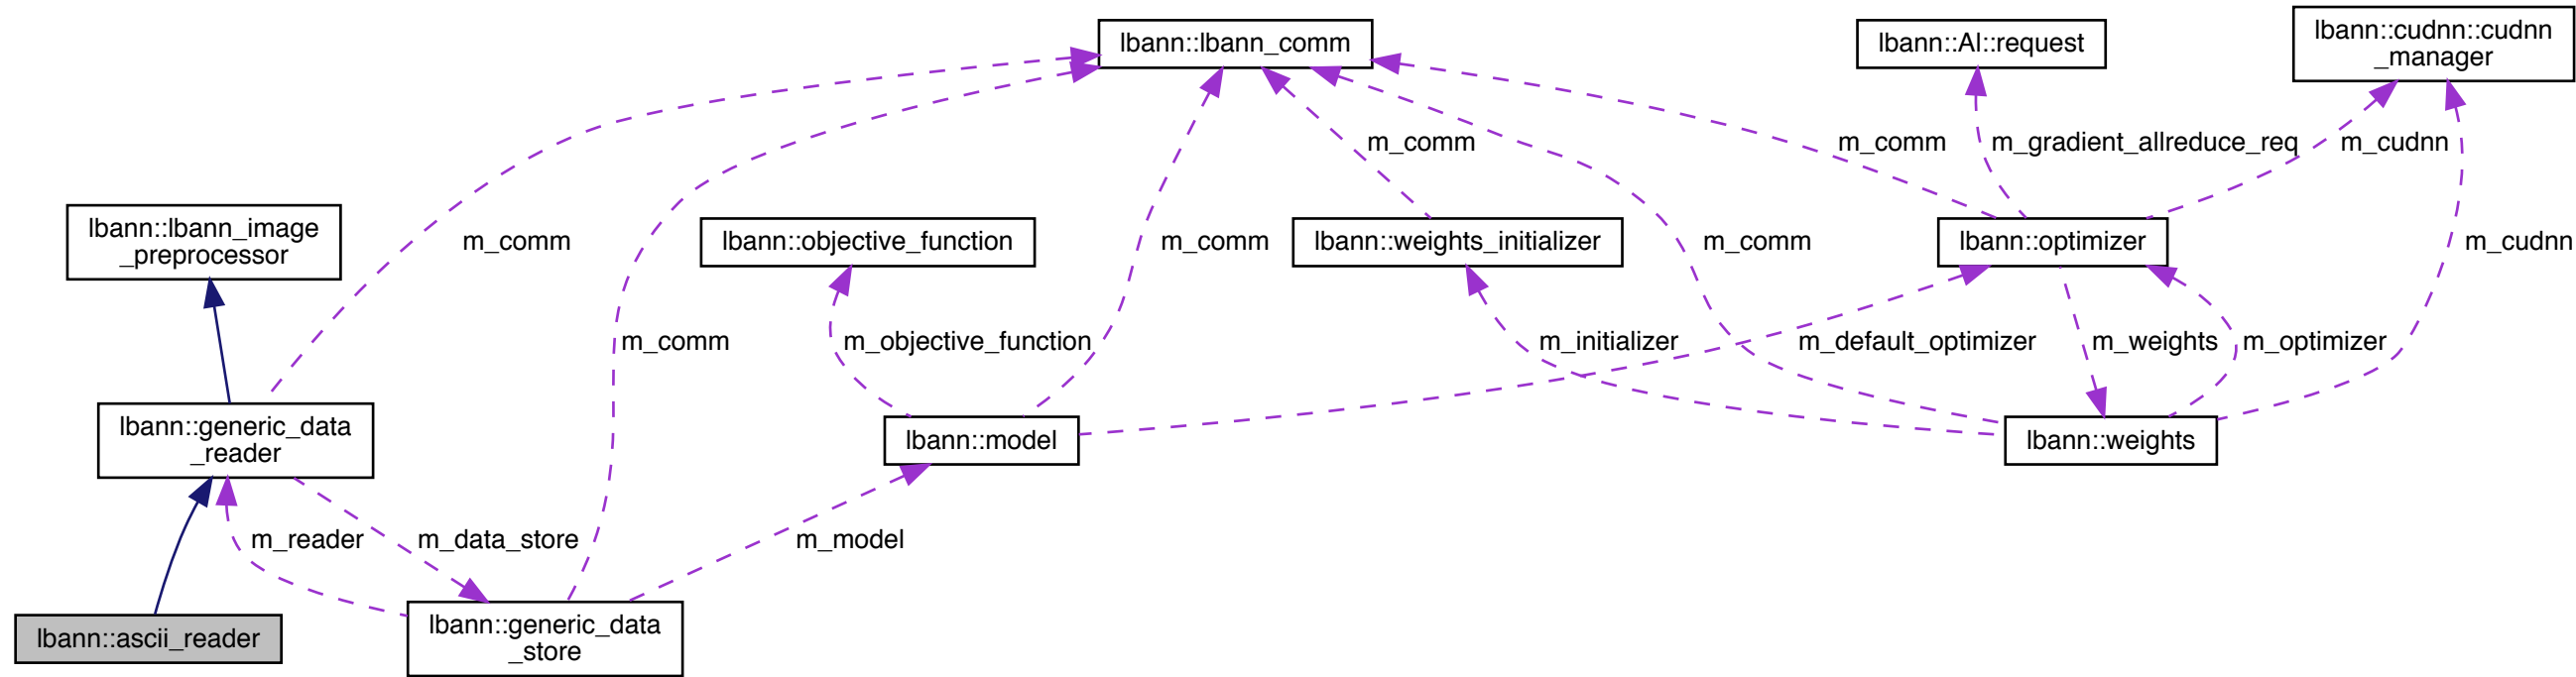 lbann::lbann_comm
lbann::Al::request
lbann::cudnn::cudnn
_manager
m_comm
m_comm
m_gradient_allreduce_req
m_cudnn
lbann::lbann_image
_preprocessor
m_comm
lbann::objective_function
m_comm
lbann::weights_initializer
m_comm
lbann::optimizer
m_cudnn
m_comm
m_objective_function
m_initializer
m_default_optimizer
m_weights
m_optimizer
lbann::generic_data
_reader
lbann::model
lbann::weights
m_reader
m_data_store
m_model
lbann::ascii_reader
lbann::generic_data
_store